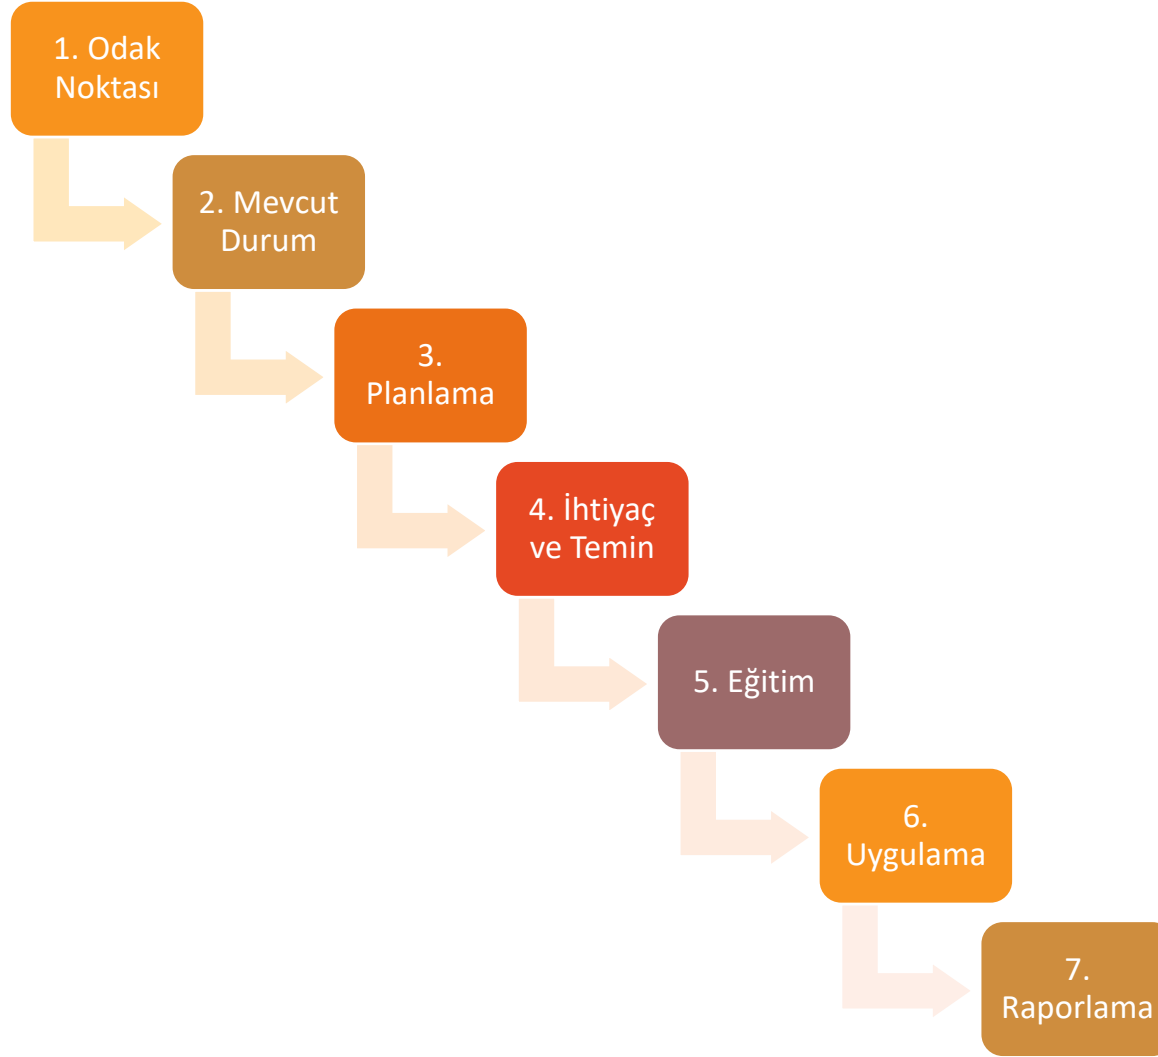 1. Odak
Noktası
2. Mevcut
Durum
3.
Planlama
4. İhtiyaç
ve Temin
5. Eğitim
6.
Uygulama
7.
Raporlama